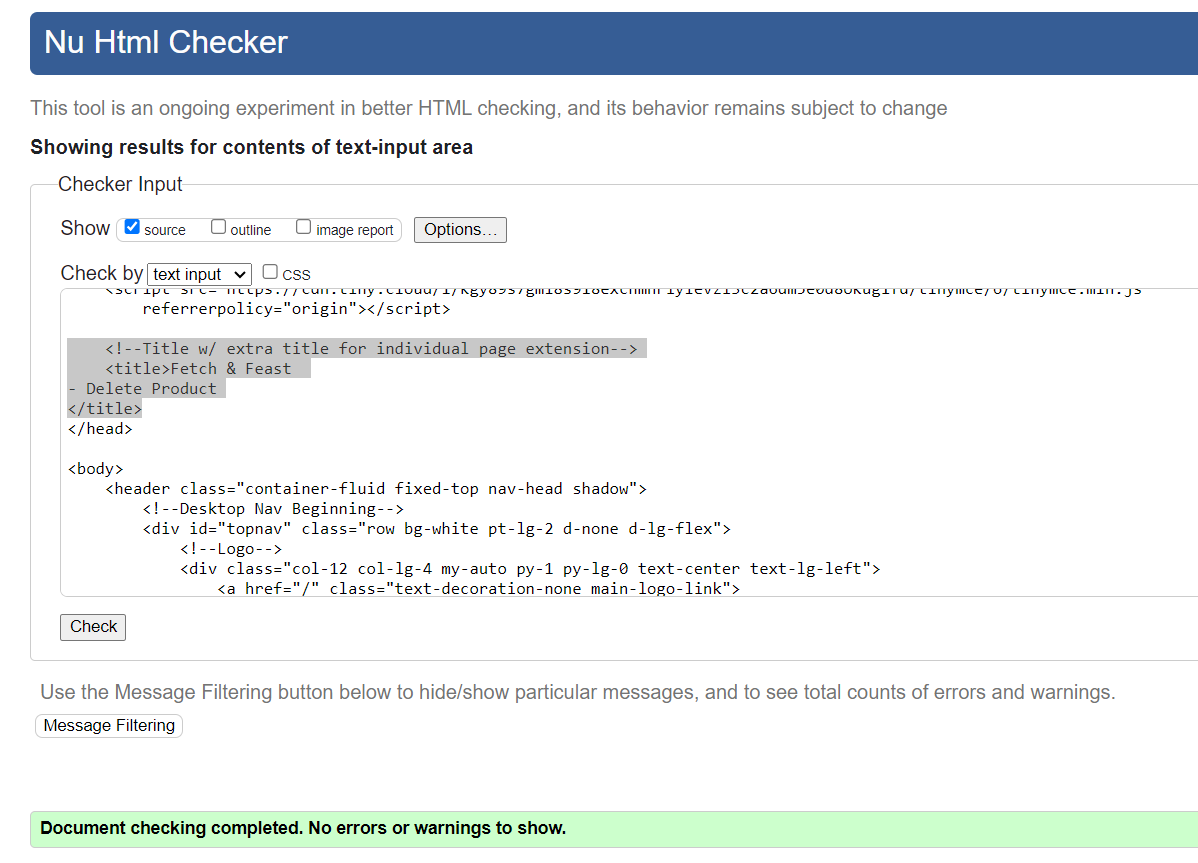 Nu Html Checker
This tool is an ongoing experiment in better HTML checking, and its behavior remains subject to change
Showing results for contents of text-input area
Checker Input
Show source outline image report Options...
Check by text input CSS
referrerpolicy="origin"></script>
<!--Title w/ extra title for individual page extension-->
<title>Fetch & Feast
- Delete Product
</title>
</head>
<body>
<header class="container-fluid fixed-top nav-head shadow">
<!--Desktop Nav Beginning-->
<div id="topnav" class="row bg-white pt-lg-2 d-none d-lg-flex">
<!--Logo-->
<div class="col-12 col-lg-4 my-auto py-1 py-lg-0 text-center text-lg-left">
<a href="/" class="text-decoration-none main-logo-link">
Check
Use the Message Filtering button below to hide/show particular messages, and to see total counts of errors and warnings.
Message Filtering
Document checking completed. No errors or warnings to show.